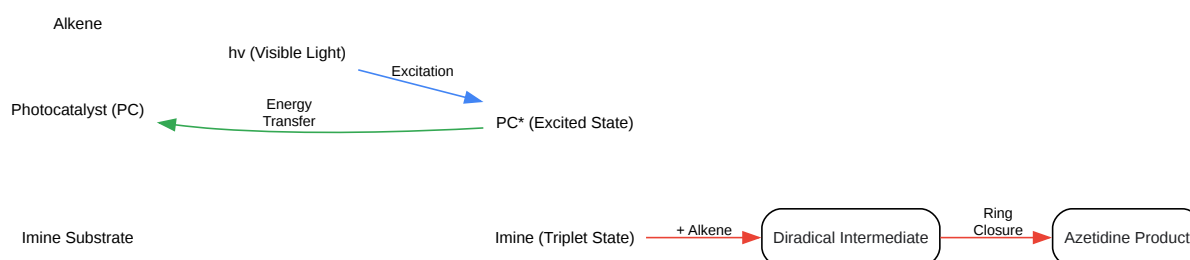 Alkene
hv (Visible Light)
Excitation
Photocatalyst (PC)
Energy
Transfer
PC* (Excited State)
Imine Substrate
Imine (Triplet State)
+ Alkene
Diradical Intermediate
Ring
Closure
Azetidine Product